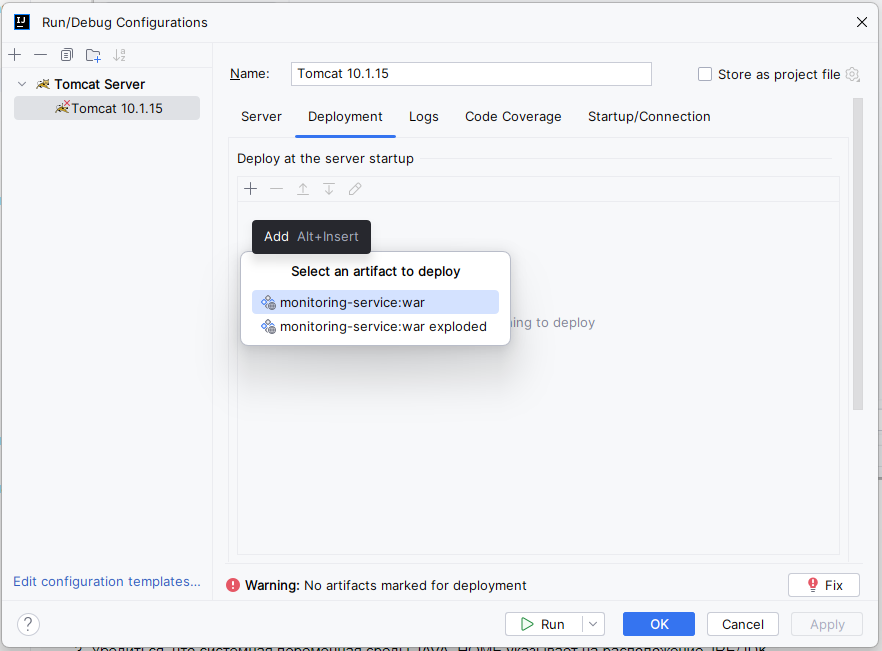 Run/Debug Configurations
Name: Tomcat 10.1.15
Store as project file
Tomcat Server
Tomcat 10.1.15
Server Deployment Logs Code Coverage Startup/Connection
Deploy at the server startup
Add Alt+Insert
Select an artifact to deploy
monitoring-service:war
monitoring-service:war exploded
to deploy
Edit configuration templates...
Warning: No artifacts marked for deployment
Fix
? Run OK Cancel Apply